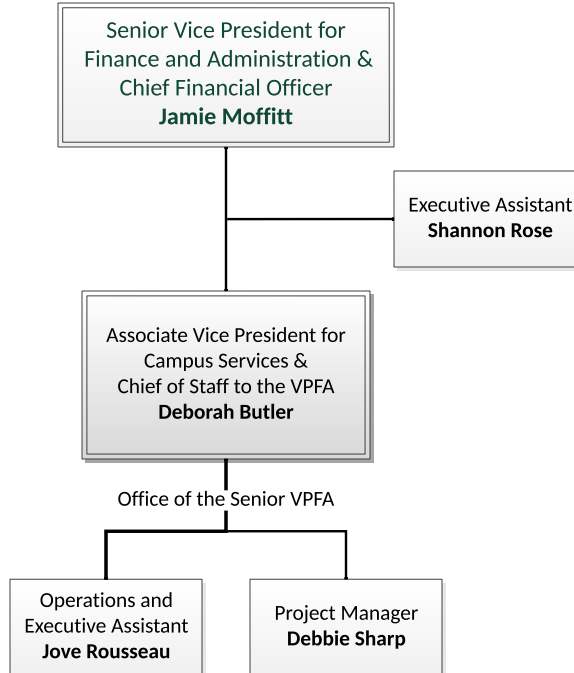 Senior Vice President for
Finance and Administration &
Chief Financial Officer
Jamie Moffitt
Executive Assistant
Shannon Rose
Associate Vice President for
Campus Services &
Chief of Staff to the VPFA
Deborah Butler
Office of the Senior VPFA
Operations and
Executive Assistant
Jove Rousseau
Project Manager
Debbie Sharp